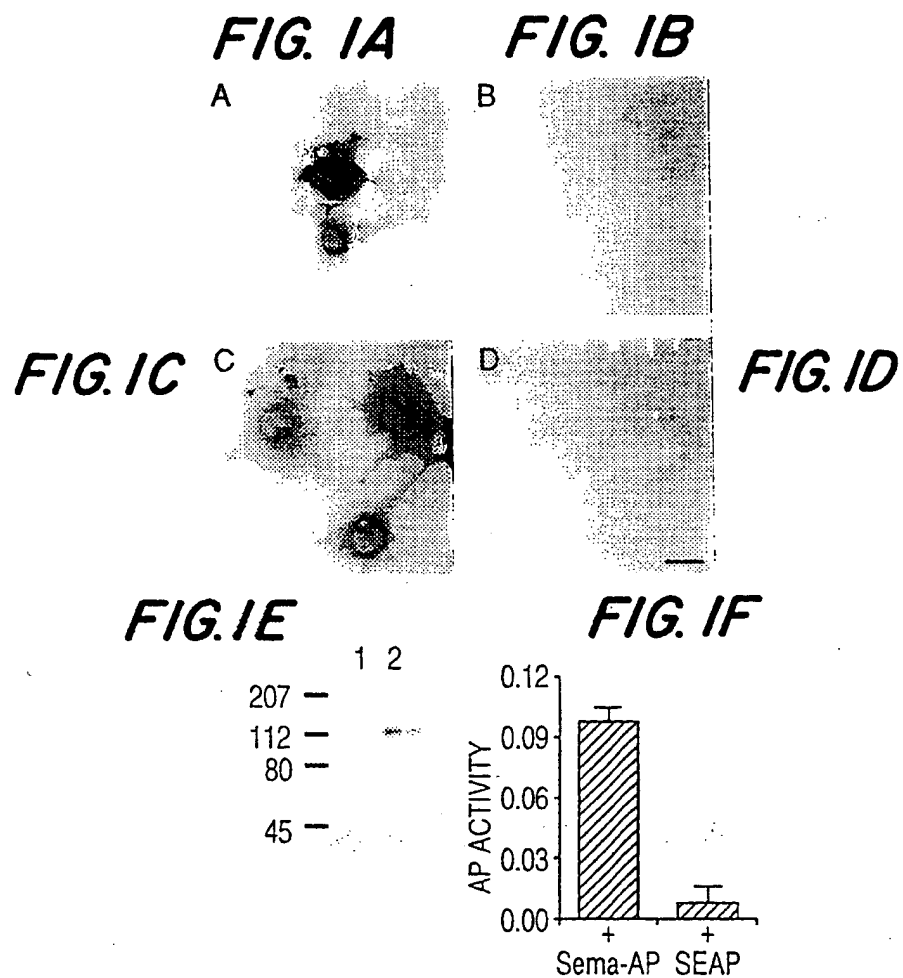 FIG. 1A
FIG. 1B
A
B
FIG. 1C
C
D
FIG. 1D
FIG. 1E
FIG. 1F
1 2
207
112
80
45
AP ACTIVITY
0.12
0.09
0.06
0.03
0.00
+ +
Sema-AP SEAP